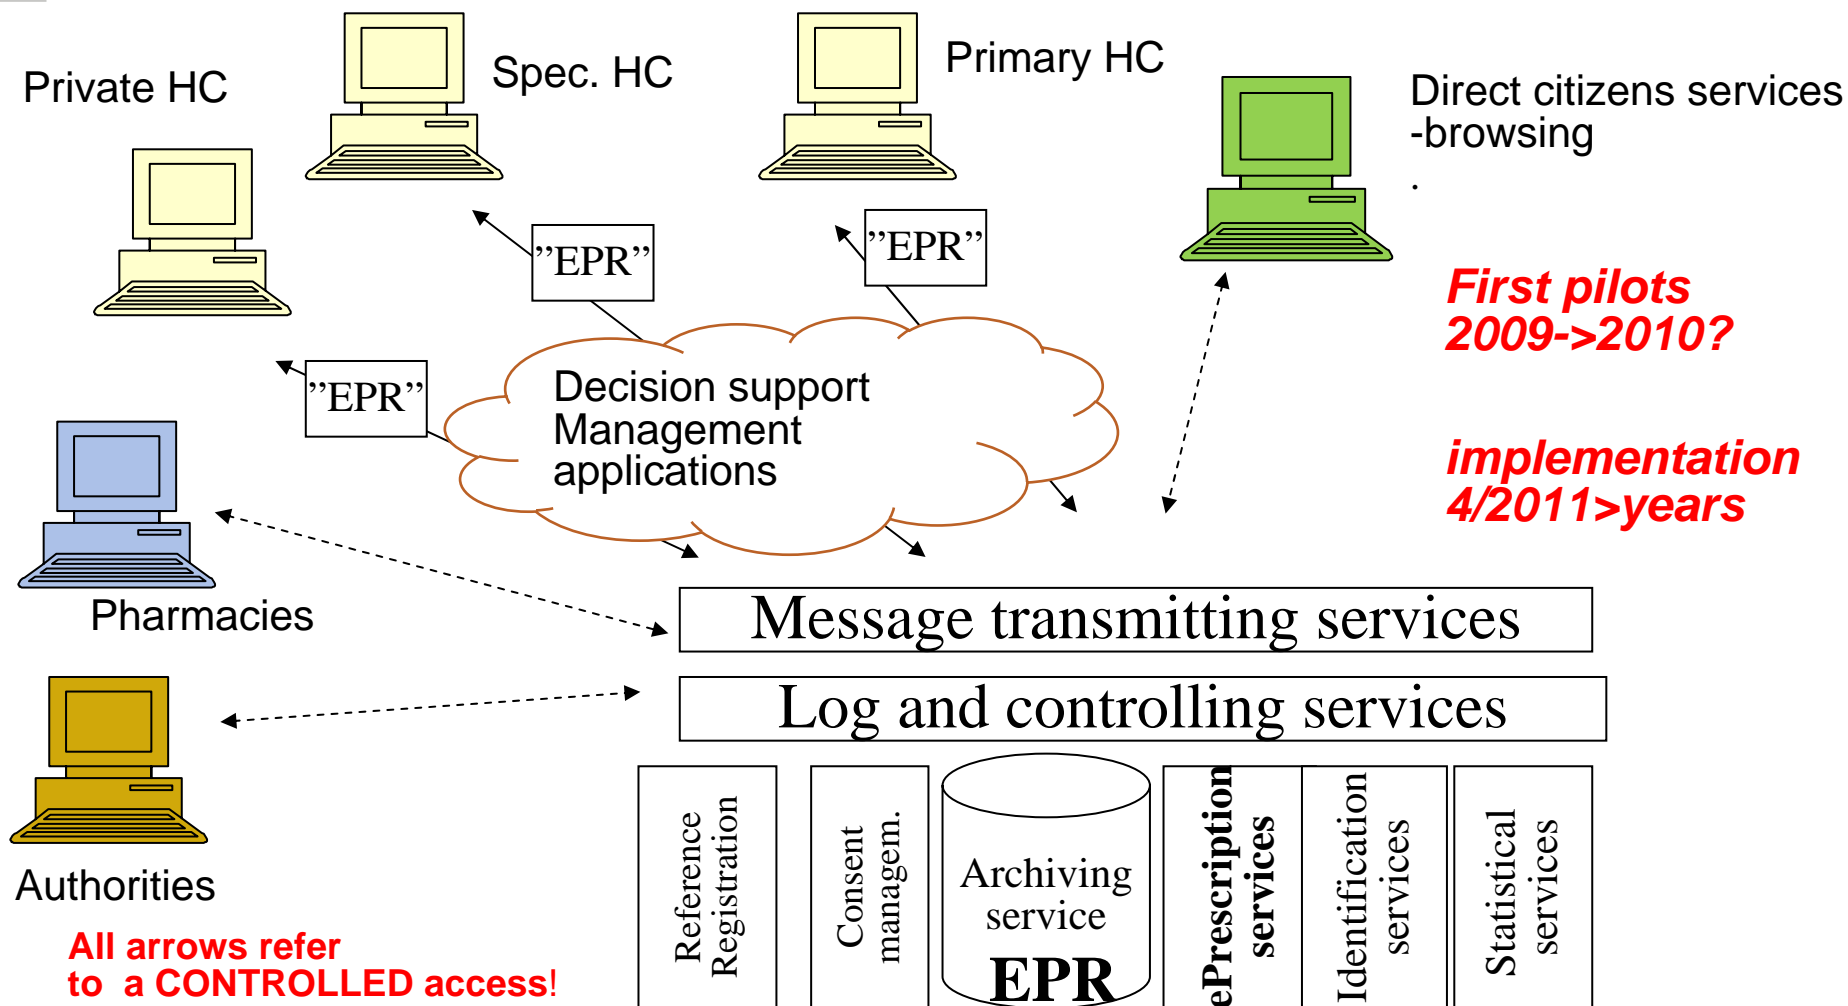 Private HC
Spec. HC
Primary HC
Direct citizens services
-browsing
.
”EPR”
”EPR”
”EPR”
First pilots
2009->2010?
implementation
4/2011>years
Decision support
Management
applications
Pharmacies
Message transmitting services
Log and controlling services
Authorities
All arrows refer
to a CONTROLLED access!
Reference
Registration
Consent
managem.
Archiving
service
EPR
ePrescription
services
Identification
services
Statistical
services